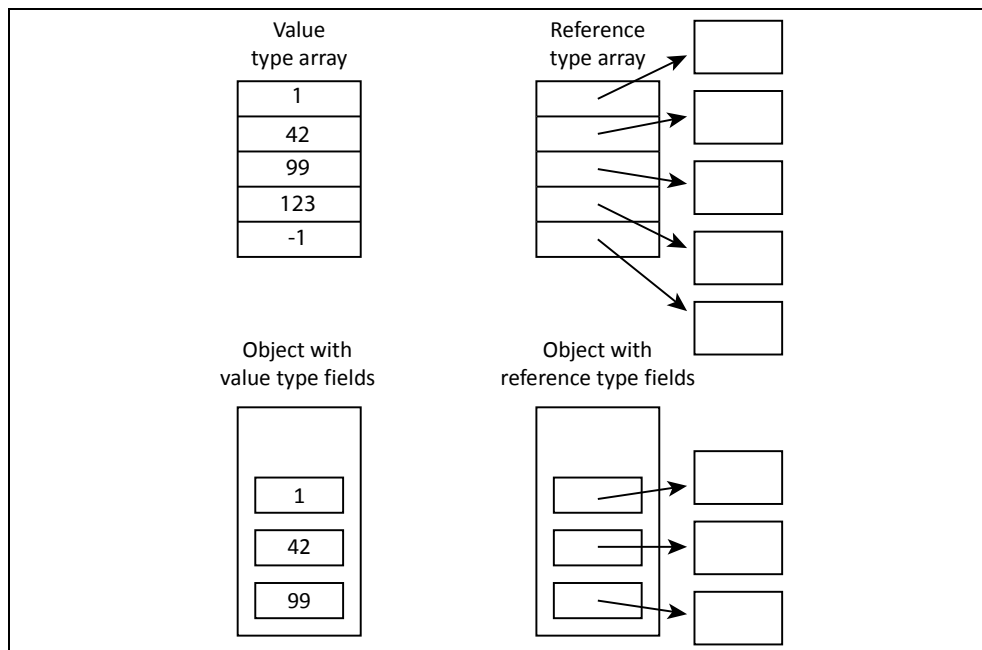 Value
type array
Reference
type array
1
42
99
123
-1
Object with
value type fields
Object with
reference type fields
1
42
99